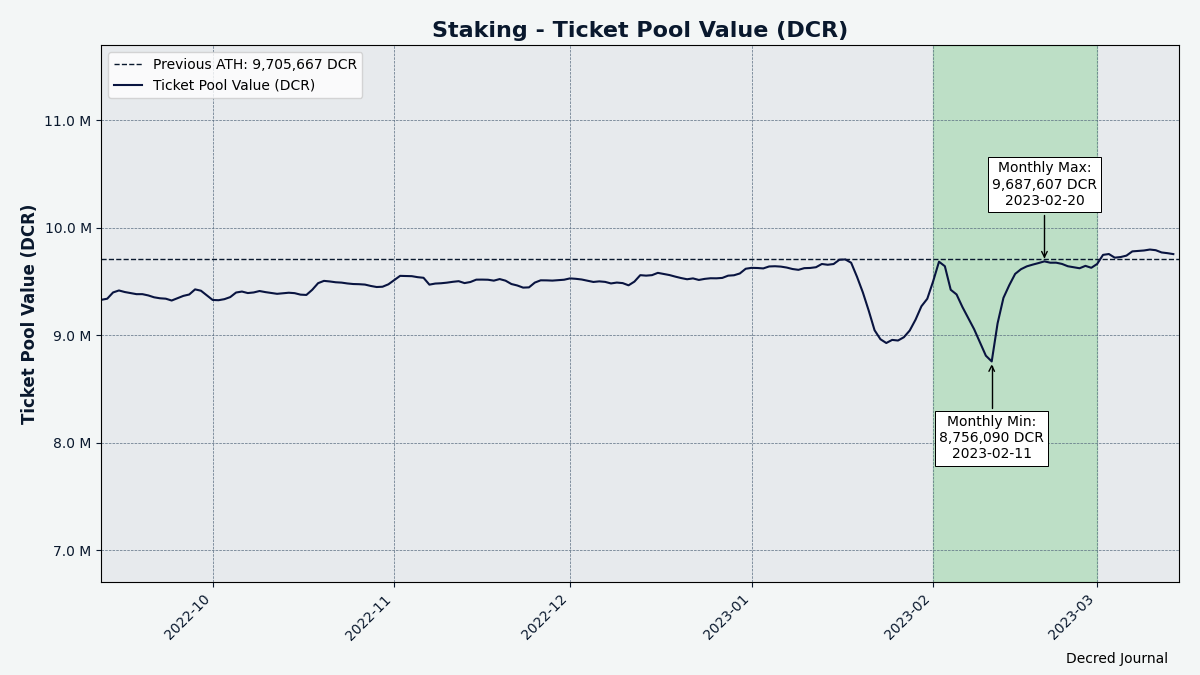 Staking - Ticket Pool Value (DCR)
Previous ATH: 9,705,667 DCR
Ticket Pool Value (DCR)
Ticket Pool Value (DCR)
11.0 M
10.0 M
9.0 M
8.0 M
7.0 M
Monthly Max:
9,687,607 DCR
2023-02-20
Monthly Min:
8,756,090 DCR
2023-02-11
2022-10
2022-11
2022-12
2023-01
2023-02
2023-03
Decred Journal